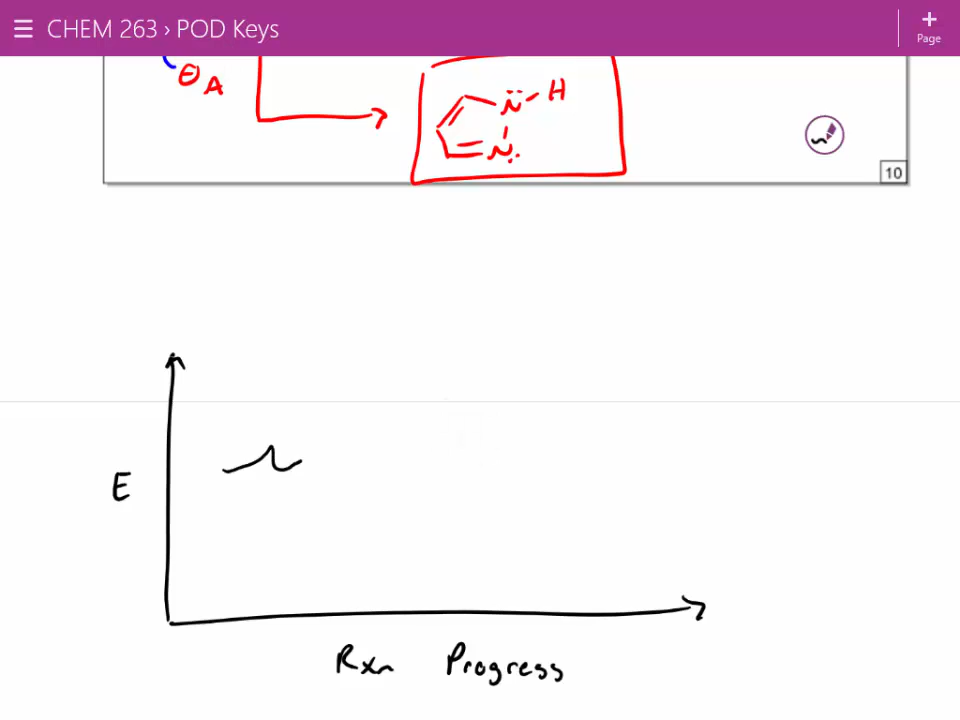 CHEM 263 › POD Keys
+
Page
⊖ A
N - H
N
10
E
Rxn Progress